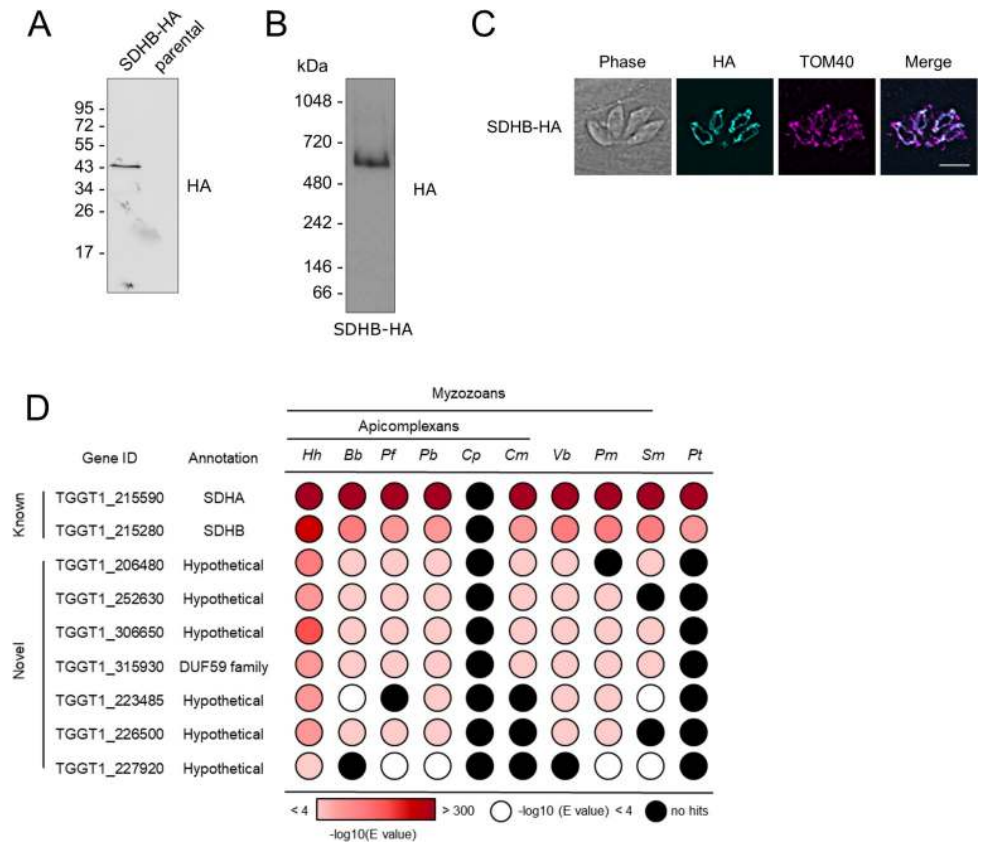 A
SDHB-HA
parental
95 -
72 -
55 -
43 -
34 -
26 -
17 -
HA
B
kDa
1048 -
720 -
480 -
242 -
146 -
66 -
HA
SDHB-HA
C
Phase HA TOM40 Merge
SDHB-HA
D
Myzozoans
Apicomplexans
Gene ID Annotation Hh Bb Pf Pb Cp Cm Vb Pm Sm Pt
Known
TGGT1_215590 SDHA
TGGT1_215280 SDHB
Novel
TGGT1_206480 Hypothetical
TGGT1_252630 Hypothetical
TGGT1_306650 Hypothetical
TGGT1_315930 DUF59 family
TGGT1_223485 Hypothetical
TGGT1_226500 Hypothetical
TGGT1_227920 Hypothetical
< 4 > 300 -log10 (E value) < 4 no hits
-log10(E value)